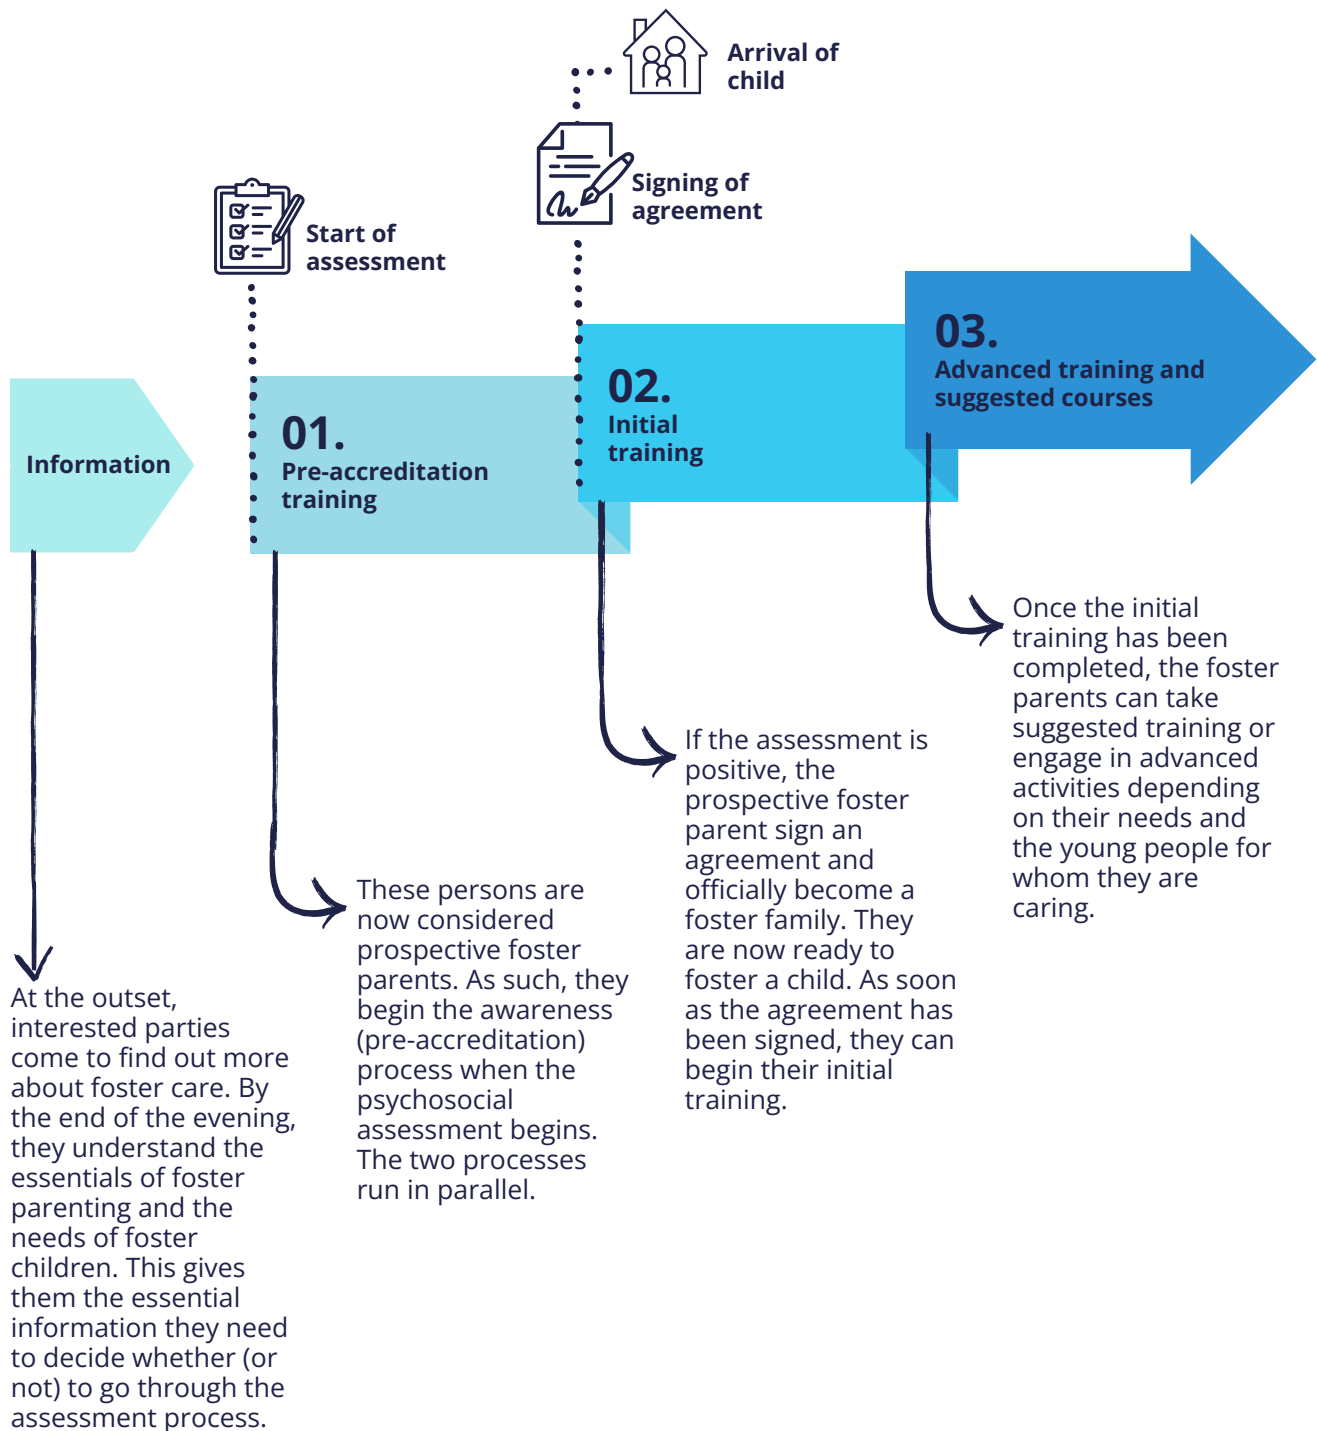 Arrival of
child
Signing of
agreement
Start of
assessment
Information
01.
Pre-accreditation
training
02.
Initial
training
03.
Advanced training and
suggested courses
At the outset,
interested parties
come to find out more
about foster care. By
the end of the evening,
they understand the
essentials of foster
parenting and the
needs of foster
children. This gives
them the essential
information they need
to decide whether (or
not) to go through the
assessment process.
These persons are
now considered
prospective foster
parents. As such, they
begin the awareness
(pre-accreditation)
process when the
psychosocial
assessment begins.
The two processes
run in parallel.
If the assessment is
positive, the
prospective foster
parent sign an
agreement and
officially become a
foster family. They
are now ready to
foster a child. As soon
as the agreement has
been signed, they can
begin their initial
training.
Once the initial
training has been
completed, the foster
parents can take
suggested training or
engage in advanced
activities depending
on their needs and
the young people for
whom they are
caring.